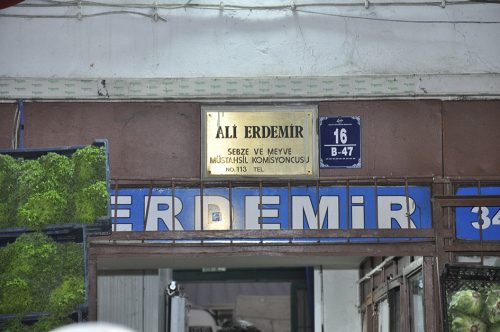 ALİ ERDEMİR
SEBZE VE MEYVE
MÜSTAHSİL KOMİSYONCUSU
NO.113 TEL.
16
B-47
ERDEMİR
34